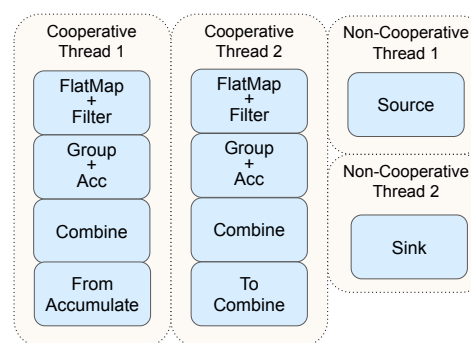 Cooperative
Thread 1
FlatMap
+
Filter
Group
+
Acc
Combine
From
Accumulate
Cooperative
Thread 2
FlatMap
+
Filter
Group
+
Acc
Combine
To
Combine
Non-Cooperative
Thread 1
Source
Non-Cooperative
Thread 2
Sink